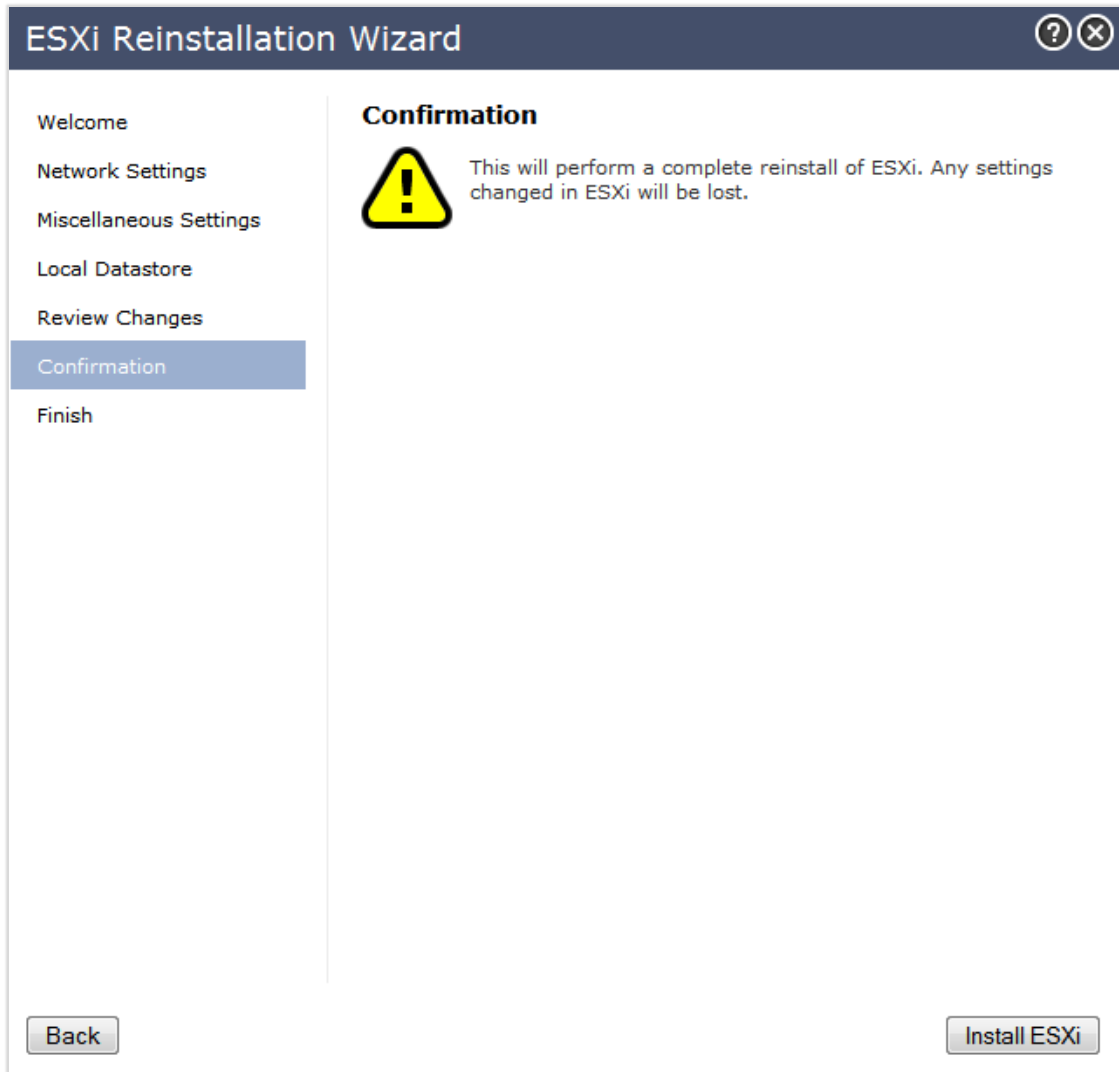 ESXi Reinstallation Wizard
Welcome
Network Settings
Miscellaneous Settings
Local Datastore
Review Changes
Confirmation
Finish
Confirmation
This will perform a complete reinstall of ESXi. Any settings
changed in ESXi will be lost.
Back
Install ESXi